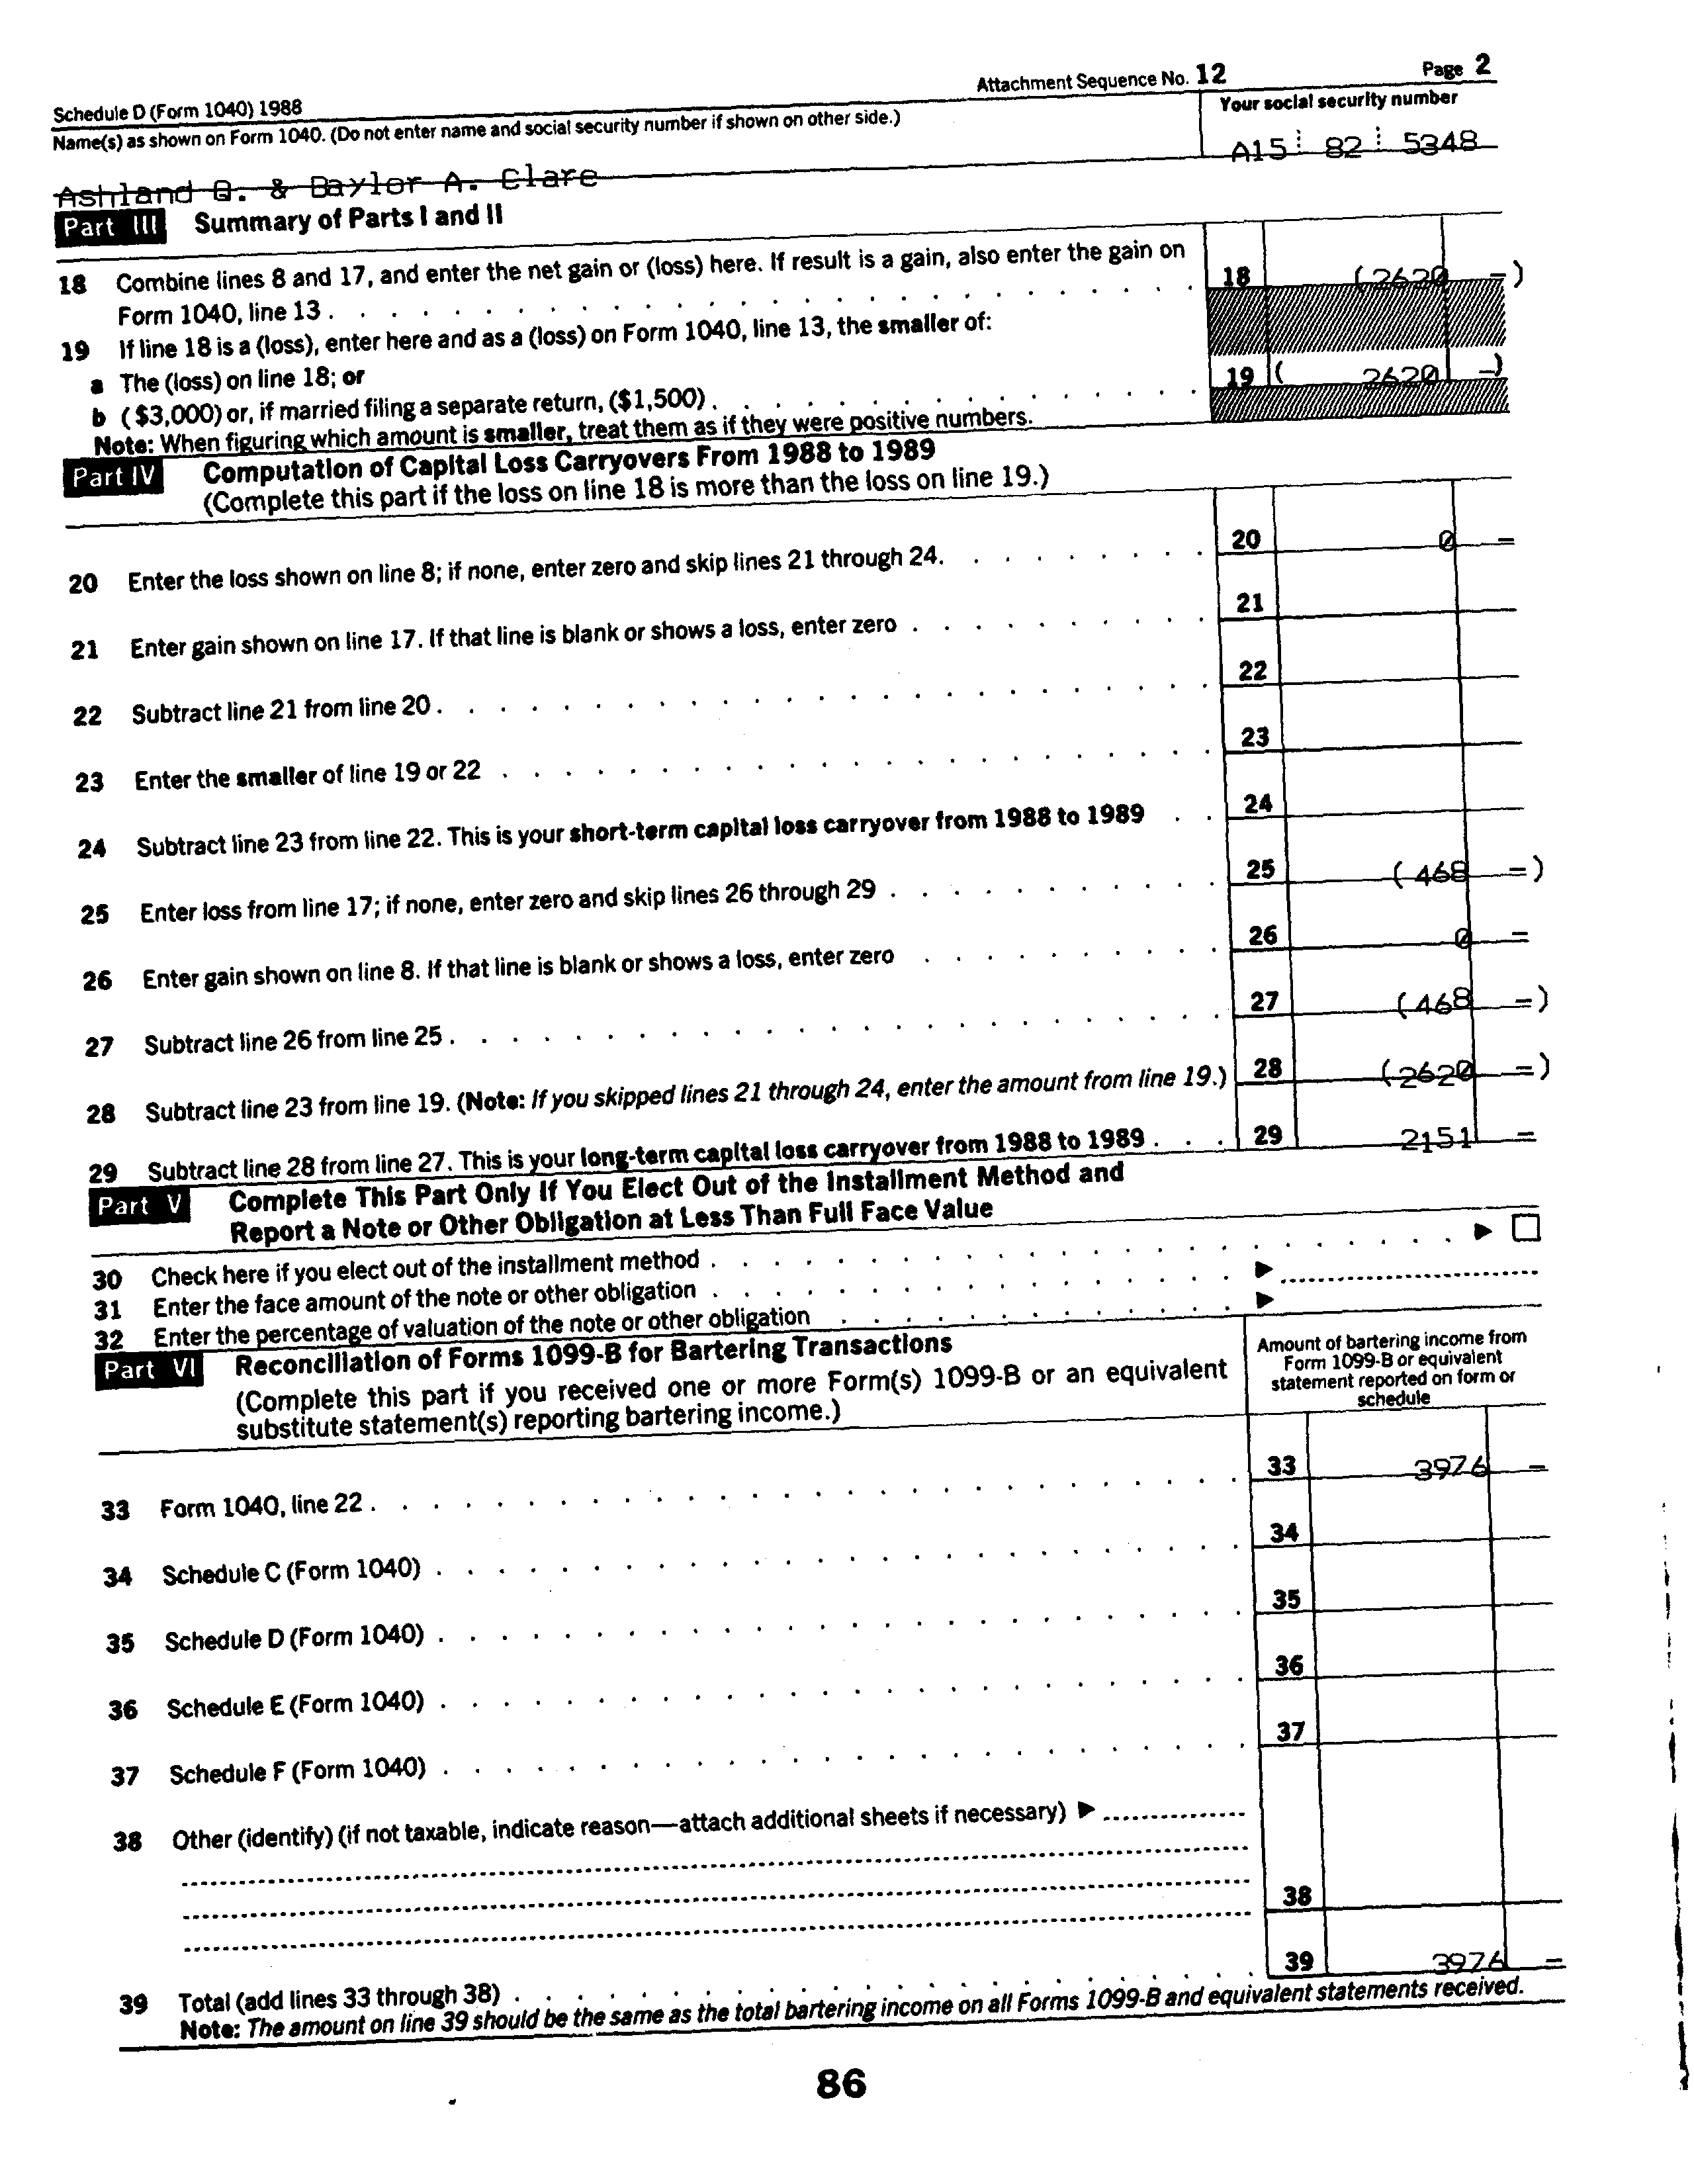 Schedule D (Form 1040) 1988 Attachment Sequence No. 12 Page 2
Name(s) as shown on Form 1040. (Do not enter name and social security number if shown on other side.) Your social security number
Ashland Q. & Baylor A. Clare A15 82 5348
Part III Summary of Parts I and II
18 Combine lines 8 and 17, and enter the net gain or (loss) here. If result is a gain, also enter the gain on
Form 1040, line 13 . 18 (2620 –)
19 If line 18 is a (loss), enter here and as a (loss) on Form 1040, line 13, the smaller of:
a The (loss) on line 18; or
b ($3,000) or, if married filing a separate return, ($1,500) . 19 ( 2620 –)
Note: When figuring which amount is smaller, treat them as if they were positive numbers.
Part IV Computation of Capital Loss Carryovers From 1988 to 1989
(Complete this part if the loss on line 18 is more than the loss on line 19.)
20 Enter the loss shown on line 8; if none, enter zero and skip lines 21 through 24. 20 0 –
21 Enter gain shown on line 17. If that line is blank or shows a loss, enter zero . 21
22 Subtract line 21 from line 20 . 22
23 Enter the smaller of line 19 or 22 . 23
24 Subtract line 23 from line 22. This is your short-term capital loss carryover from 1988 to 1989 . 24
25 Enter loss from line 17; if none, enter zero and skip lines 26 through 29 . 25 (468 –)
26 Enter gain shown on line 8. If that line is blank or shows a loss, enter zero . 26 0 –
27 Subtract line 26 from line 25 . 27 (468 –)
28 Subtract line 23 from line 19. (Note: If you skipped lines 21 through 24, enter the amount from line 19.) 28 (2620 –)
29 Subtract line 28 from line 27. This is your long-term capital loss carryover from 1988 to 1989 . 29 2151 –
Part V Complete This Part Only If You Elect Out of the Installment Method and
Report a Note or Other Obligation at Less Than Full Face Value
30 Check here if you elect out of the installment method . ▶ □
31 Enter the face amount of the note or other obligation . ▶
32 Enter the percentage of valuation of the note or other obligation . ▶
Part VI Reconciliation of Forms 1099-B for Bartering Transactions
(Complete this part if you received one or more Form(s) 1099-B or an equivalent
substitute statement(s) reporting bartering income.)
Amount of bartering income from
Form 1099-B or equivalent
statement reported on form or
schedule
33 Form 1040, line 22 . 33 3976 –
34 Schedule C (Form 1040) . 34
35 Schedule D (Form 1040) . 35
36 Schedule E (Form 1040) . 36
37 Schedule F (Form 1040) . 37
38 Other (identify) (if not taxable, indicate reason—attach additional sheets if necessary) ▶
38
39 Total (add lines 33 through 38) . 39 3976 –
Note: The amount on line 39 should be the same as the total bartering income on all Forms 1099-B and equivalent statements received.
86